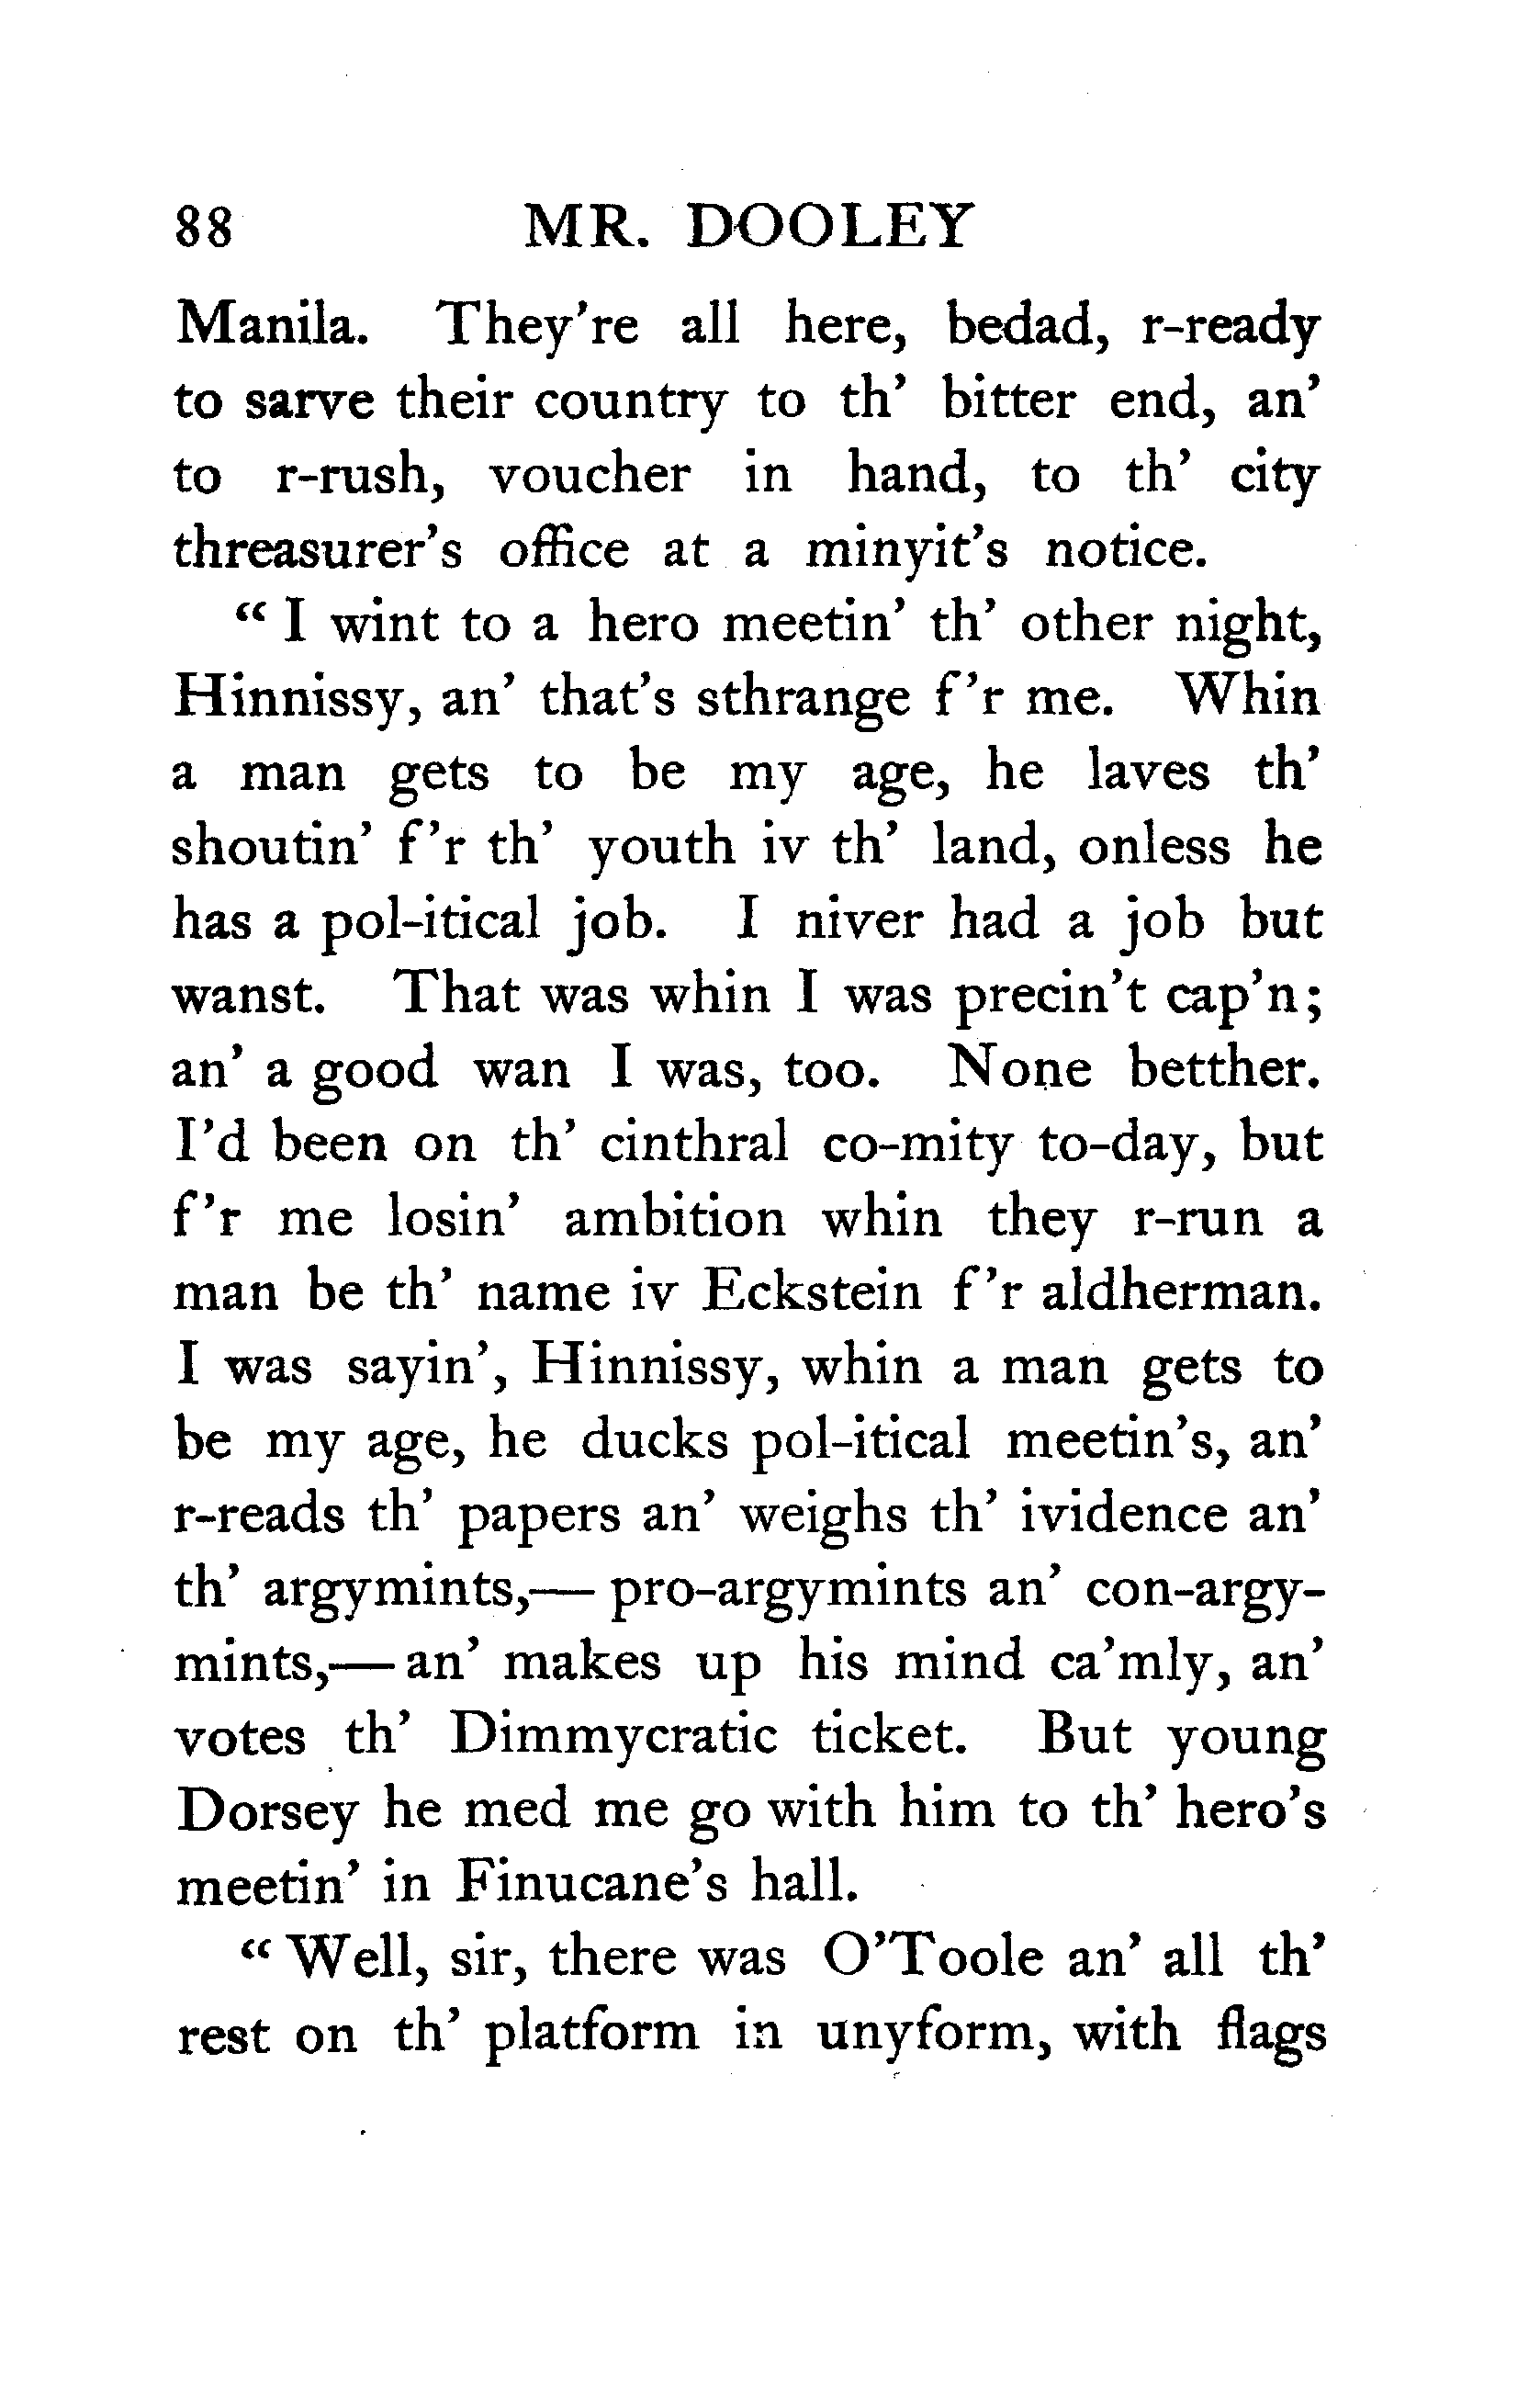 88 MR. DOOLEY
Manila. They're all here, bedad, r-ready
to sarve their country to th' bitter end, an'
to r-rush, voucher in hand, to th' city
threasurer's office at a minyit's notice.
“ I wint to a hero meetin' th' other night,
Hinnissy, an' that's sthrange f'r me. Whin
a man gets to be my age, he laves th'
shoutin' f'r th' youth iv th' land, onless he
has a pol-itical job. I niver had a job but
wanst. That was whin I was precin't cap'n;
an' a good wan I was, too. None betther.
I'd been on th' cinthral co-mity to-day, but
f'r me losin' ambition whin they r-run a
man be th' name iv Eckstein f'r aldherman.
I was sayin', Hinnissy, whin a man gets to
be my age, he ducks pol-itical meetin's, an'
r-reads th' papers an' weighs th' ividence an'
th' argymints,— pro-argymints an' con-argy-
mints,— an' makes up his mind ca'mly, an'
votes th' Dimmycratic ticket. But young
Dorsey he med me go with him to th' hero's
meetin' in Finucane's hall.
“ Well, sir, there was O'Toole an' all th'
rest on th' platform in unyform, with flags